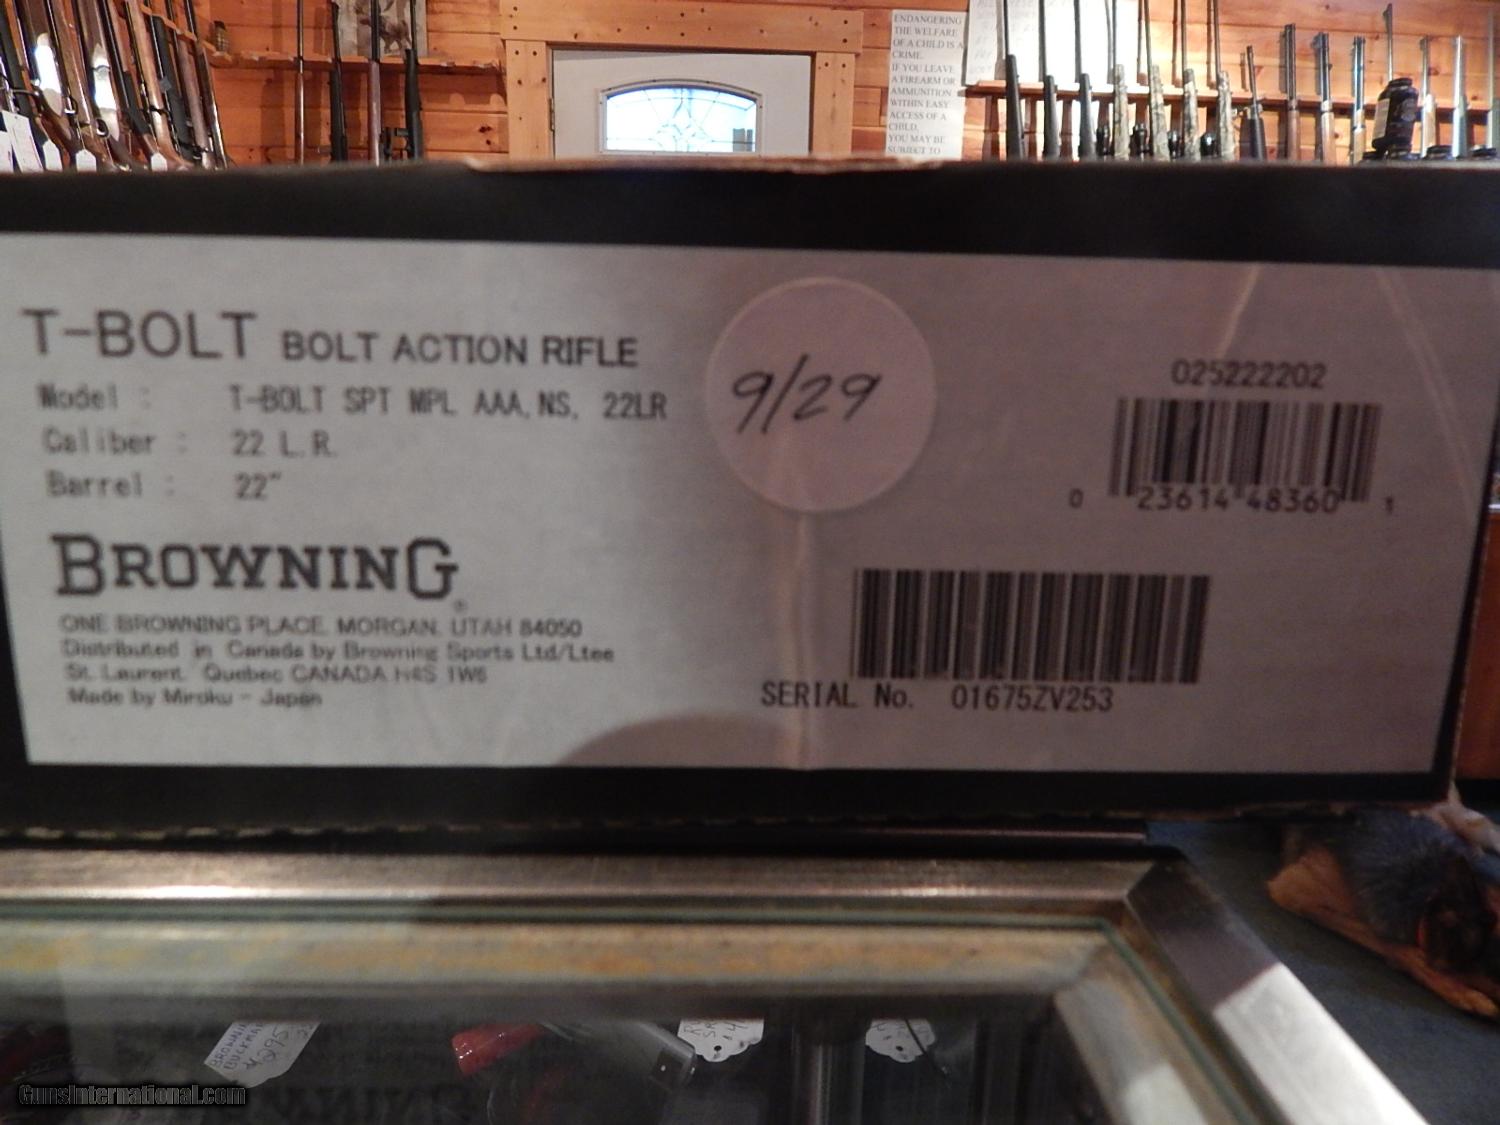 ENDANGERING
THE WELFARE
OF A CHILD IS A
CRIME.
IF YOU LEAVE
A FIREARM OR
AMMUNITION
WITHIN EASY
ACCESS OF A
CHILD,
YOU MAY BE
SUBJECT TO
T-BOLT BOLT ACTION RIFLE
Model : T-BOLT SPT MPL AAA, NS, 22LR
Caliber : 22 L.R.
Barrel : 22"
9/29
025222202
0 23614 48360 1
BROWNING®
ONE BROWNING PLACE, MORGAN, UTAH 84050
Distributed in Canada by Browning Sports Ltd/Ltee
St. Laurent, Quebec CANADA H4S 1W6
Made by Miroku - Japan
SERIAL No. 01675ZV253
BROWNING
BUCKMARK
GunsInternational.com